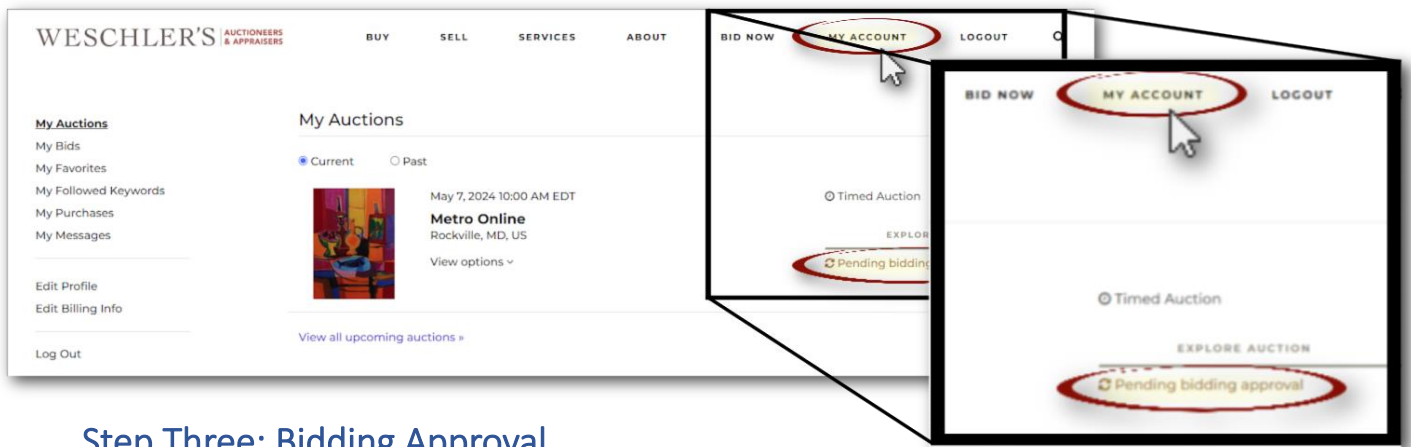 WESCHLER'S AUCTIONEERS & APPRAISERS BUY SELL SERVICES ABOUT BID NOW MY ACCOUNT LOGOUT
My Auctions
My Bids
My Favorites
My Followed Keywords
My Purchases
My Messages
Edit Profile
Edit Billing Info
Log Out
My Auctions
Current Past
May 7, 2024 10:00 AM EDT
Metro Online
Rockville, MD, US
View options
Timed Auction
Pending bidding
View all upcoming auctions »
BID NOW MY ACCOUNT LOGOUT
Timed Auction
EXPLORE AUCTION
Pending bidding approval
Step Three: Bidding Approval